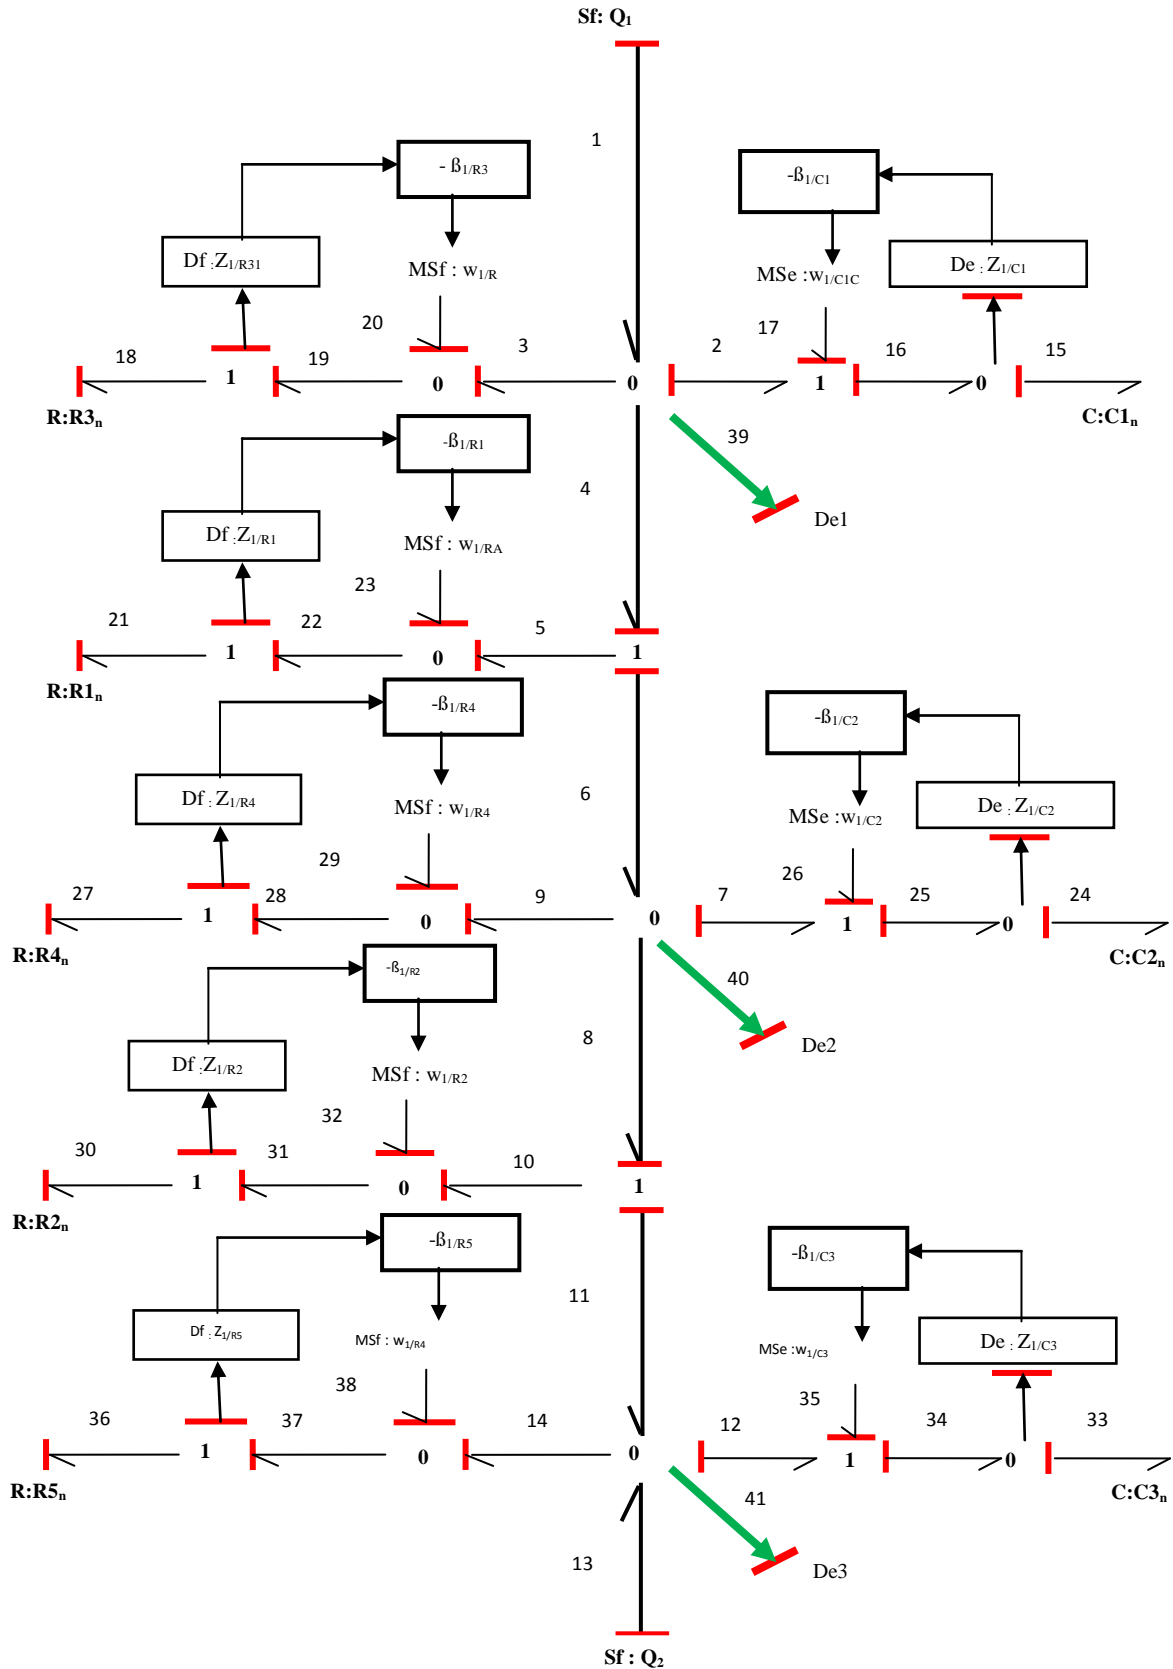 Sf: Q₁
1
- ß₁/R3
-ß₁/C1
Df :Z₁/R31
MSf : w₁/R
MSe :w₁/C1C
De : Z₁/C1
18
19
20
3
2
17
16
15
1
0
0
1
0
R:R3ₙ
C:C1ₙ
-ß₁/R1
39
4
De1
Df :Z₁/R1
MSf : w₁/RA
23
21
22
5
1
0
1
R:R1ₙ
-ß₁/R4
-ß₁/C2
Df : Z₁/R4
MSf : w₁/R4
6
MSe :w₁/C2
De : Z₁/C2
29
26
27
28
9
7
25
24
1
0
0
1
0
R:R4ₙ
C:C2ₙ
-ß₁/R2
40
8
De2
Df :Z₁/R2
MSf : w₁/R2
32
30
31
10
1
0
1
R:R2ₙ
-ß₁/R5
-ß₁/C3
11
Df : Z₁/R5
MSf : w₁/R4
MSe :w₁/C3
De : Z₁/C3
38
35
36
37
14
12
34
33
1
0
0
1
0
R:R5ₙ
C:C3ₙ
41
13
De3
Sf : Q₂